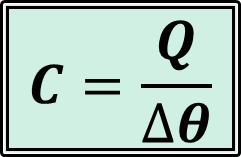 C = Q / Δθ